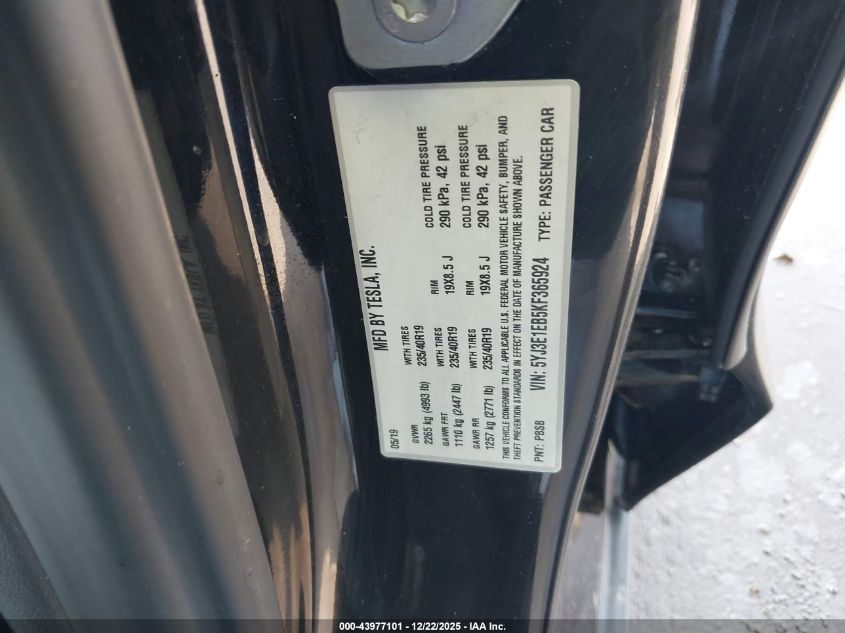 05/19 MFD BY TESLA, INC.
GVWR WITH TIRES RIM COLD TIRE PRESSURE
2265 kg (4993 lb) 235/40R19 19X8.5 J 290 kPa, 42 psi
GAWR FRT WITH TIRES RIM COLD TIRE PRESSURE
1110 kg (2447 lb) 235/40R19 19X8.5 J 290 kPa, 42 psi
GAWR RR WITH TIRES
1257 kg (2771 lb) 235/40R19
THIS VEHICLE CONFORMS TO ALL APPLICABLE U.S. FEDERAL MOTOR VEHICLE SAFETY, BUMPER, AND
THEFT PREVENTION STANDARDS IN EFFECT ON THE DATE OF MANUFACTURE SHOWN ABOVE.
PNT: PBSB VIN: 5YJ3E1EB5KF365924 TYPE: PASSENGER CAR
000-43977101 - 12/22/2025 - IAA Inc.